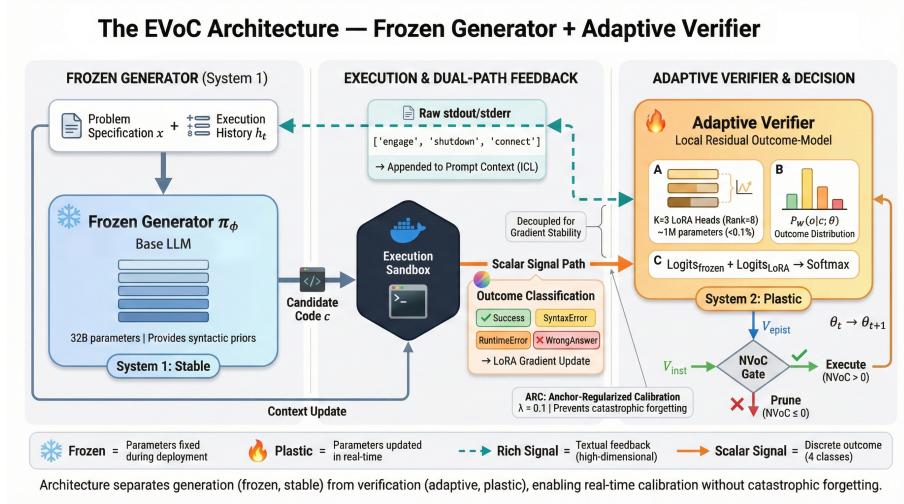 The EVoC Architecture — Frozen Generator + Adaptive Verifier
FROZEN GENERATOR (System 1)
Problem
Specification x
+
Execution
History hₜ
Frozen Generator π_ϕ
Base LLM
32B parameters | Provides syntactic priors
System 1: Stable
</>
Candidate
Code c
Context Update
EXECUTION & DUAL-PATH FEEDBACK
Raw stdout/stderr
['engage', 'shutdown', 'connect']
→ Appended to Prompt Context (ICL)
Execution
Sandbox
>_
Decoupled for
Gradient Stability
Scalar Signal Path
Outcome Classification
Success
SyntaxError
RuntimeError
WrongAnswer
→ LoRA Gradient Update
ARC: Anchor-Regularized Calibration
λ = 0.1 | Prevents catastrophic forgetting
ADAPTIVE VERIFIER & DECISION
Adaptive Verifier
Local Residual Outcome-Model
A
K=3 LoRA Heads (Rank=8)
~1M parameters (<0.1%)
B
P_W(o|c; θ)
Outcome Distribution
C Logits_frozen + Logits_LoRA → Softmax
System 2: Plastic
V_epist
θₜ → θₜ₊₁
V_inst
NVoC
Gate
Execute
(NVoC > 0)
Prune
(NVoC ≤ 0)
Frozen = Parameters fixed
during deployment
Plastic = Parameters updated
in real-time
Rich Signal = Textual feedback
(high-dimensional)
Scalar Signal = Discrete outcome
(4 classes)
Architecture separates generation (frozen, stable) from verification (adaptive, plastic), enabling real-time calibration without catastrophic forgetting.